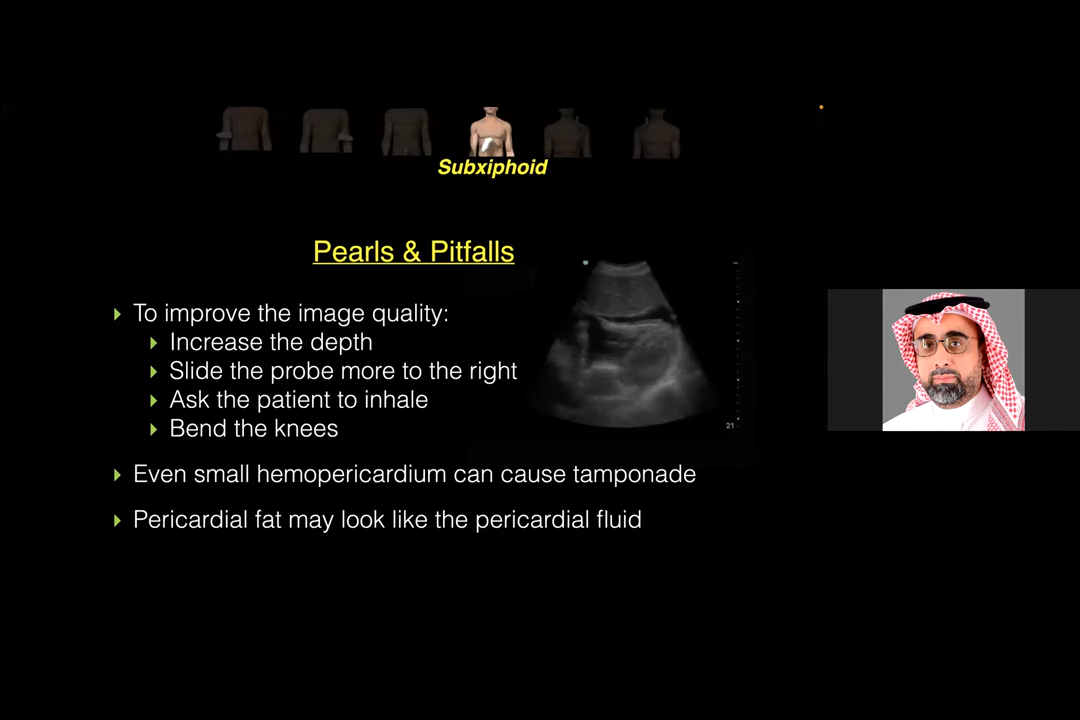 Subxiphoid
Pearls & Pitfalls
To improve the image quality:
Increase the depth
Slide the probe more to the right
Ask the patient to inhale
Bend the knees
21
Even small hemopericardium can cause tamponade
Pericardial fat may look like the pericardial fluid